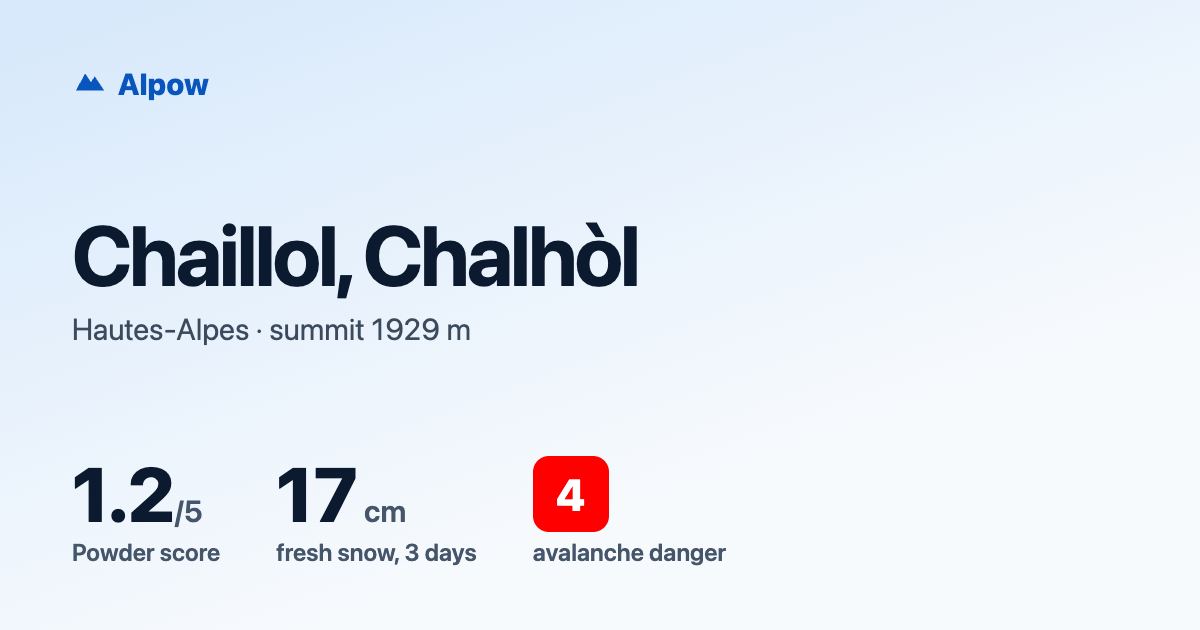 Alpow
Chaillol, Chalhòl
Hautes-Alpes · summit 1929 m
1.2/5
Powder score
17 cm
fresh snow, 3 days
4
avalanche danger